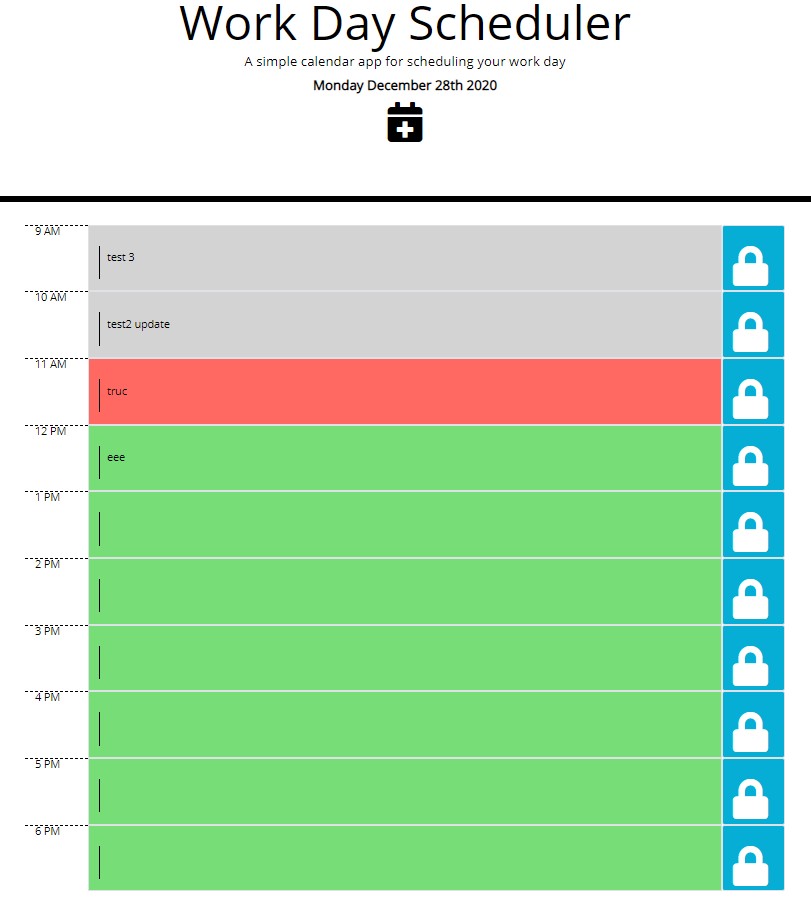 Work Day Scheduler
A simple calendar app for scheduling your work day
Monday December 28th 2020
9 AM
test 3
10 AM
test2 update
11 AM
truc
12 PM
eee
1 PM
2 PM
3 PM
4 PM
5 PM
6 PM